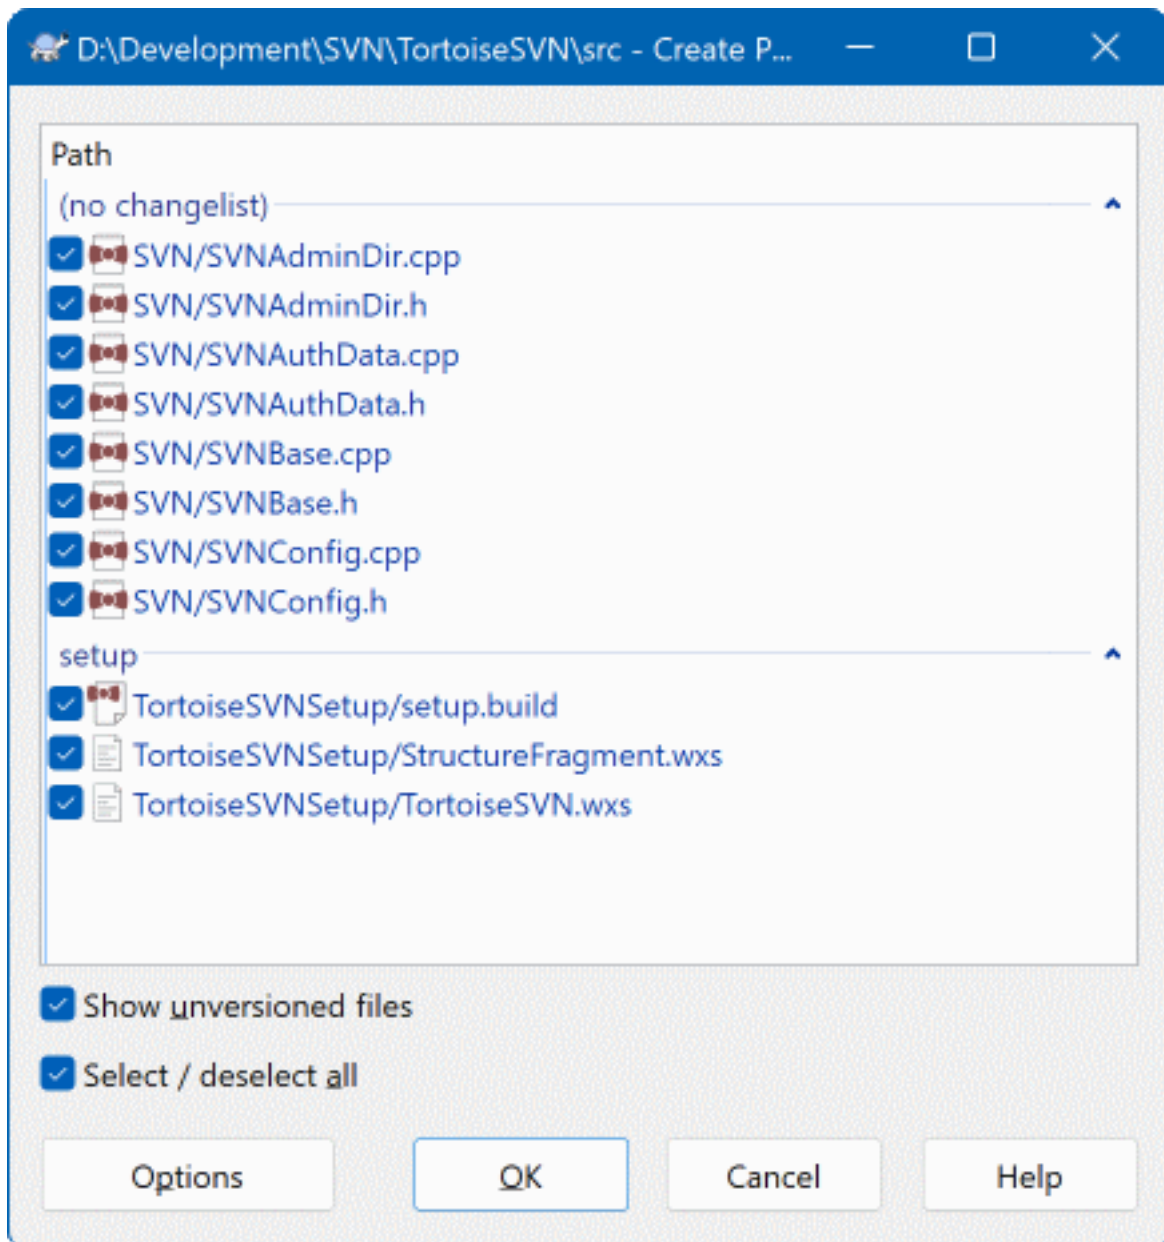 D:\Development\SVN\TortoiseSVN\src - Create P...
Path
(no changelist)
SVN/SVNAdminDir.cpp
SVN/SVNAdminDir.h
SVN/SVNAuthData.cpp
SVN/SVNAuthData.h
SVN/SVNBase.cpp
SVN/SVNBase.h
SVN/SVNConfig.cpp
SVN/SVNConfig.h
setup
TortoiseSVNSetup/setup.build
TortoiseSVNSetup/StructureFragment.wxs
TortoiseSVNSetup/TortoiseSVN.wxs
Show unversioned files
Select / deselect all
Options OK Cancel Help